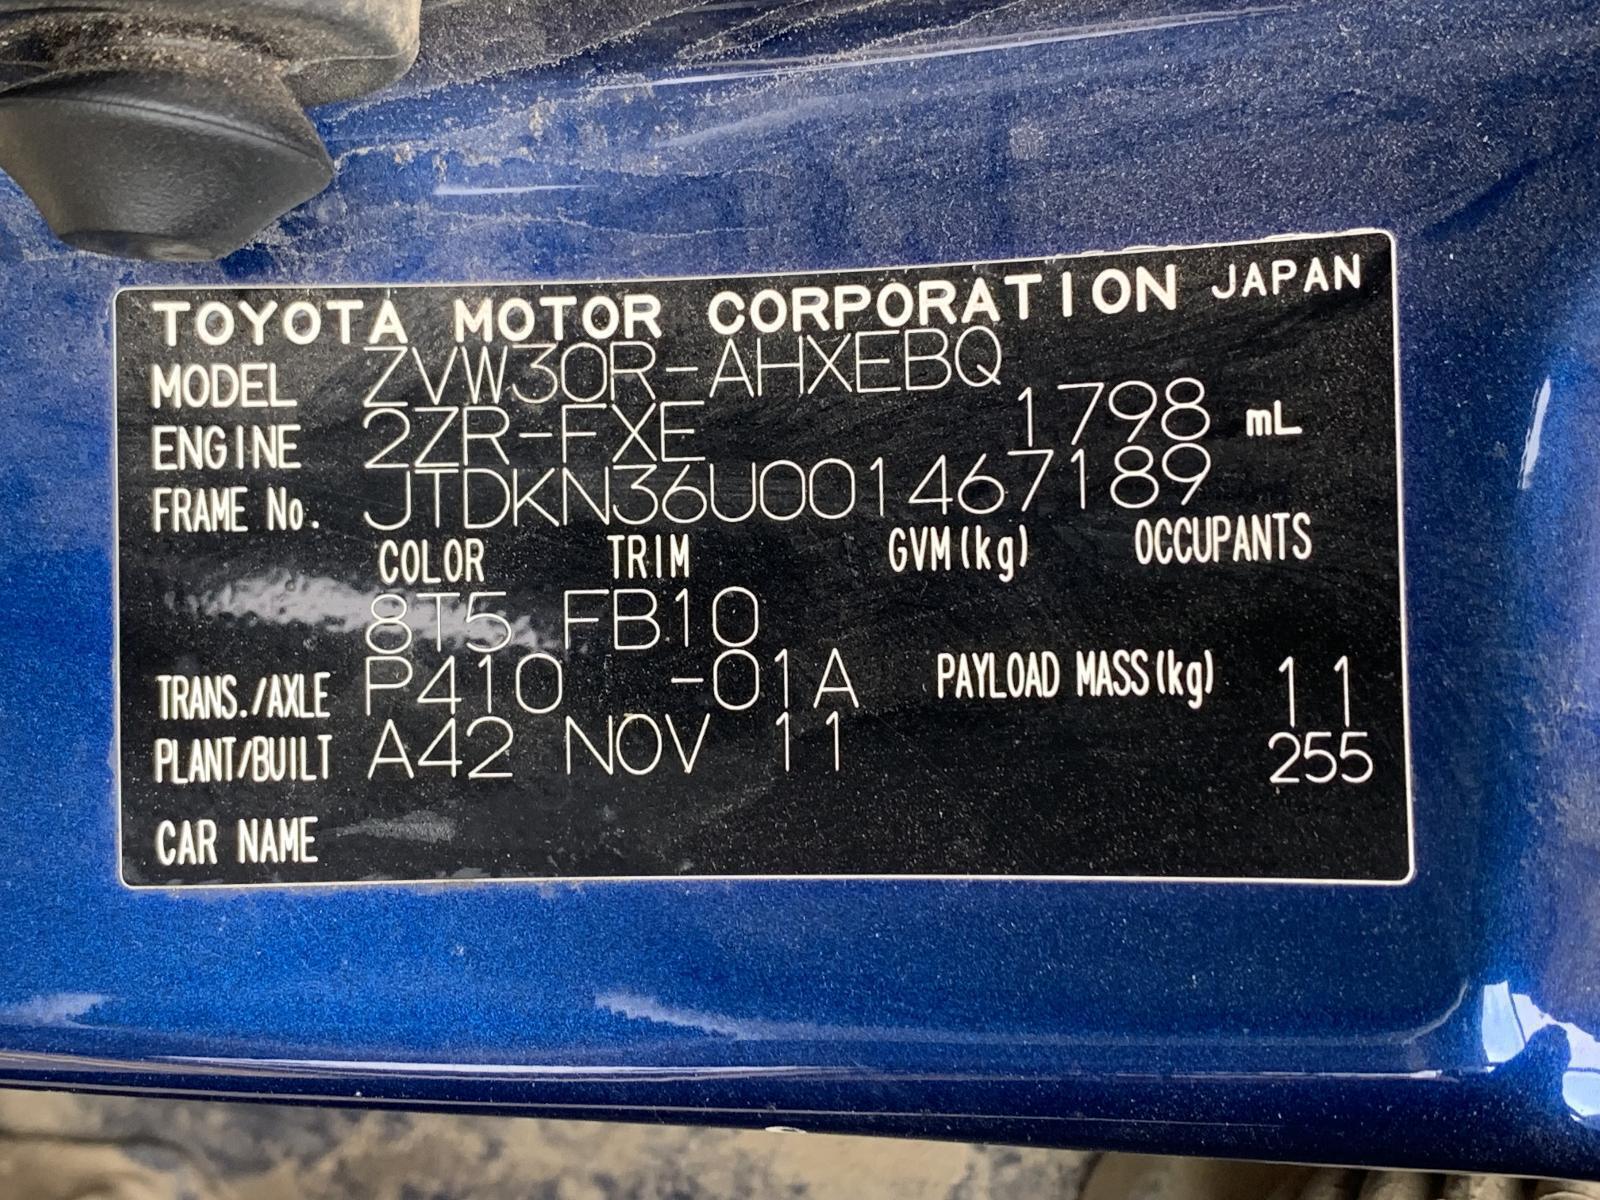 TOYOTA MOTOR CORPORATION JAPAN
MODEL ZVW30R-AHXEBQ
ENGINE 2ZR-FXE 1798 mL
FRAME No. JTDKN36U001467189
COLOR TRIM GVM(kg) OCCUPANTS
8T5 FB10
TRANS./AXLE P410 -01A PAYLOAD MASS(kg) 11
PLANT/BUILT A42 NOV 11 255
CAR NAME